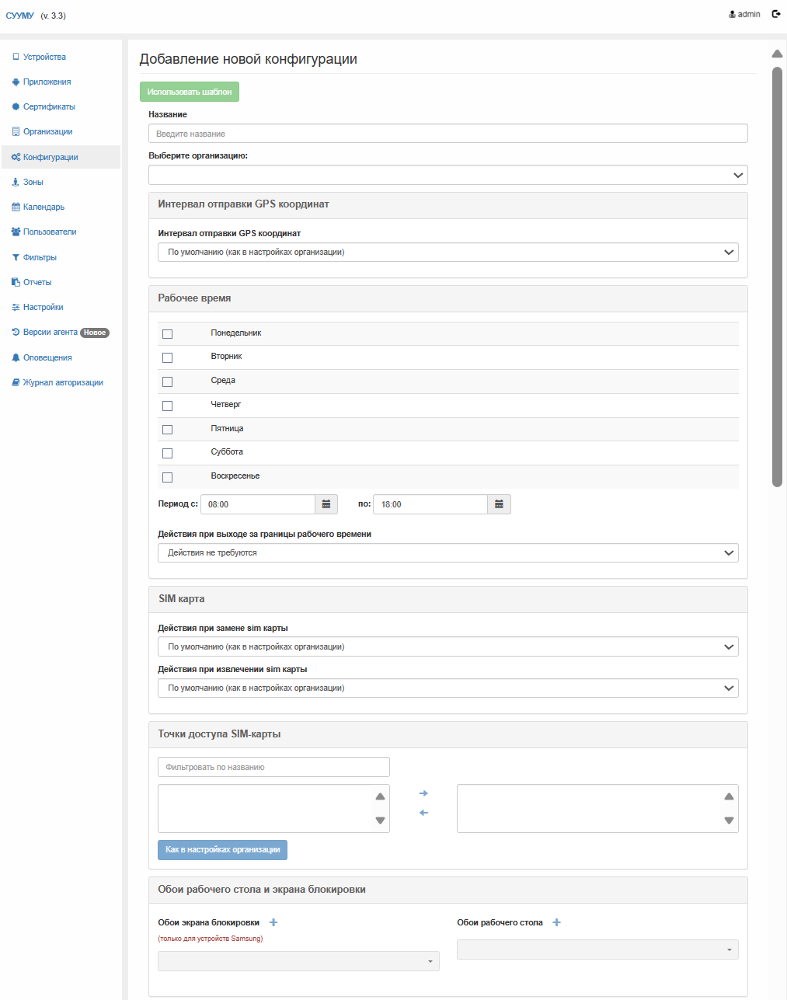 СУУМУ (v. 3.3)
admin
Устройства
Приложения
Сертификаты
Организации
Конфигурации
Зоны
Календарь
Пользователи
Фильтры
Отчеты
Настройки
Версии агента Новое
Оповещения
Журнал авторизации
Добавление новой конфигурации
Использовать шаблон
Название
Введите название
Выберите организацию:
Интервал отправки GPS координат
Интервал отправки GPS координат
По умолчанию (как в настройках организации)
Рабочее время
Понедельник
Вторник
Среда
Четверг
Пятница
Суббота
Воскресенье
Период с: 08:00 по: 18:00
Действия при выходе за границы рабочего времени
Действия не требуются
SIM карта
Действия при замене sim карты
По умолчанию (как в настройках организации)
Действия при извлечении sim карты
По умолчанию (как в настройках организации)
Точки доступа SIM-карты
Фильтровать по названию
Как в настройках организации
Обои рабочего стола и экрана блокировки
Обои экрана блокировки
(только для устройств Samsung)
Обои рабочего стола